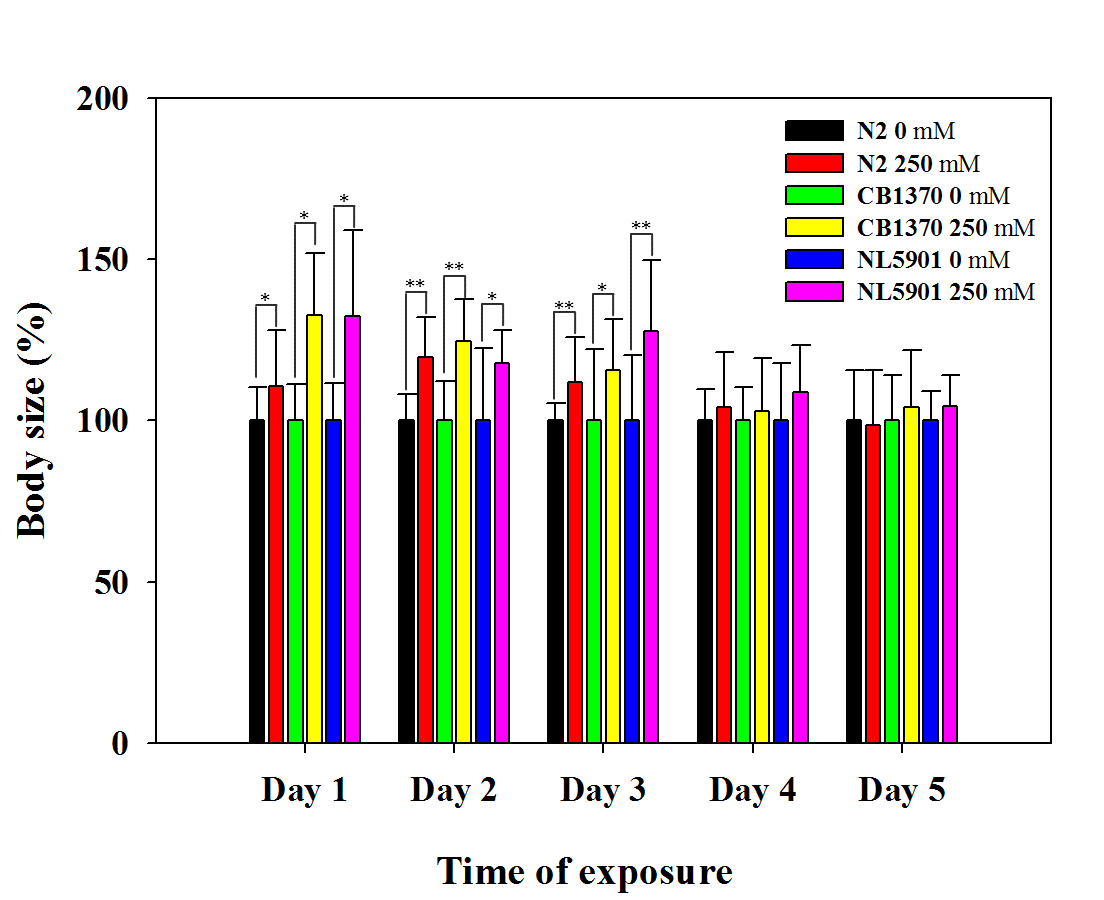 200
150
100
50
0
Body size (%)
N2 0 mM
N2 250 mM
CB1370 0 mM
CB1370 250 mM
NL5901 0 mM
NL5901 250 mM
* * *
** ** *
** * **
Day 1 Day 2 Day 3 Day 4 Day 5
Time of exposure